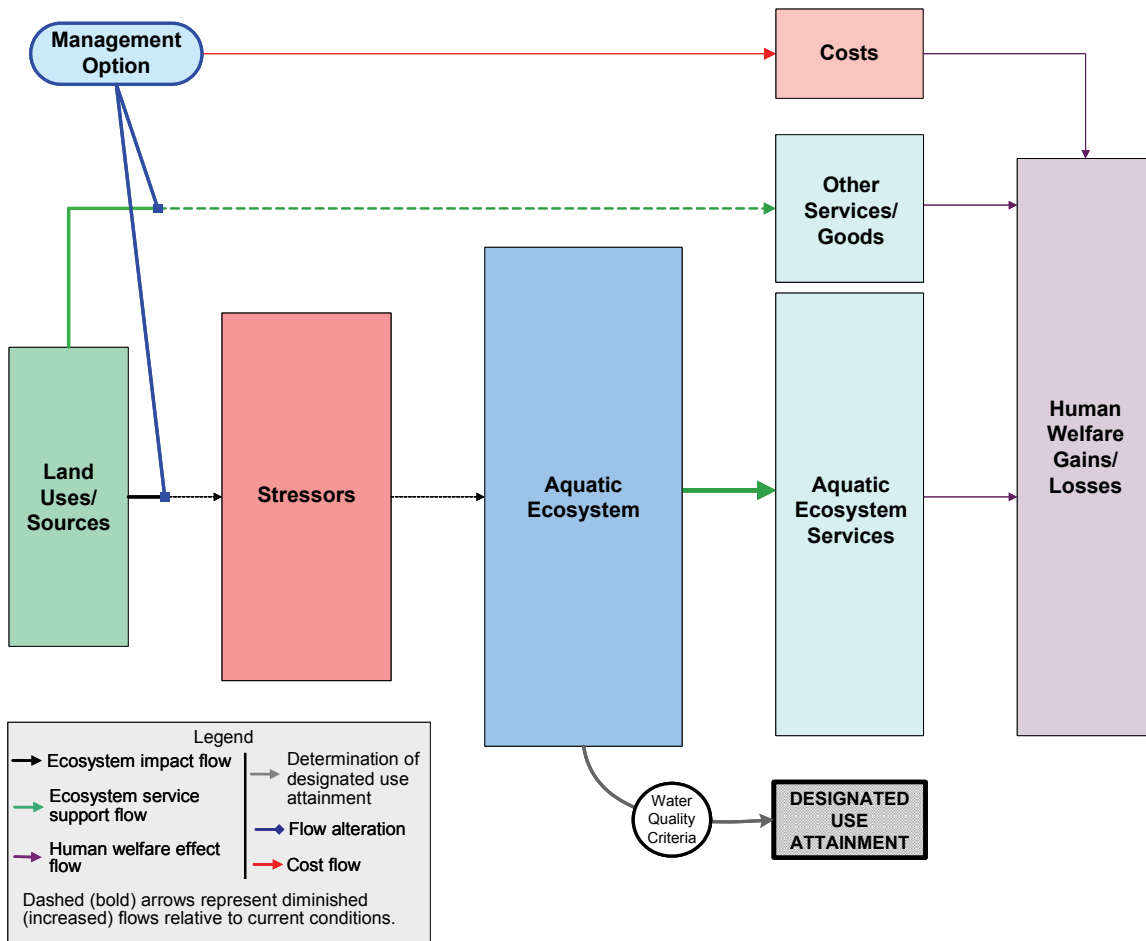 Management
Option
Costs
Other
Services/
Goods
Land
Uses/
Sources
Stressors
Aquatic
Ecosystem
Aquatic
Ecosystem
Services
Human
Welfare
Gains/
Losses
Water
Quality
Criteria
DESIGNATED
USE
ATTAINMENT
Legend
Ecosystem impact flow
Ecosystem service
support flow
Human welfare effect
flow
Determination of
designated use
attainment
Flow alteration
Cost flow
Dashed (bold) arrows represent diminished
(increased) flows relative to current conditions.